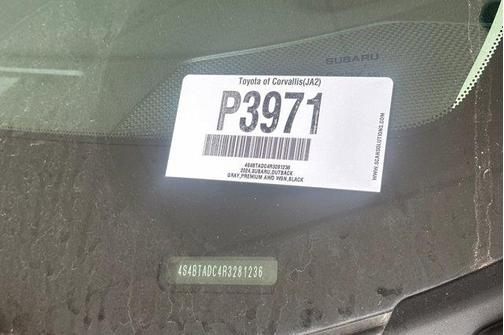 SUBARU
Toyota of Corvallis(JA2)
P3971
4S4BTADC4R3281236
2024,SUBARU,OUTBACK
GRAY,PREMIUM AWD WGN,BLACK
WWW.SCANSOLUTIONS.COM
4S4BTADC4R3281236